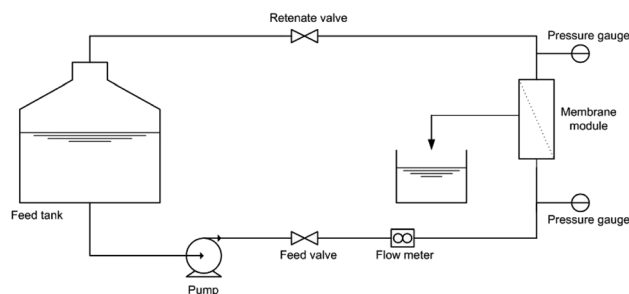 Retenate valve
Pressure gauge
Membrane
module
Feed tank
Pressure gauge
Feed valve
Flow meter
Pump